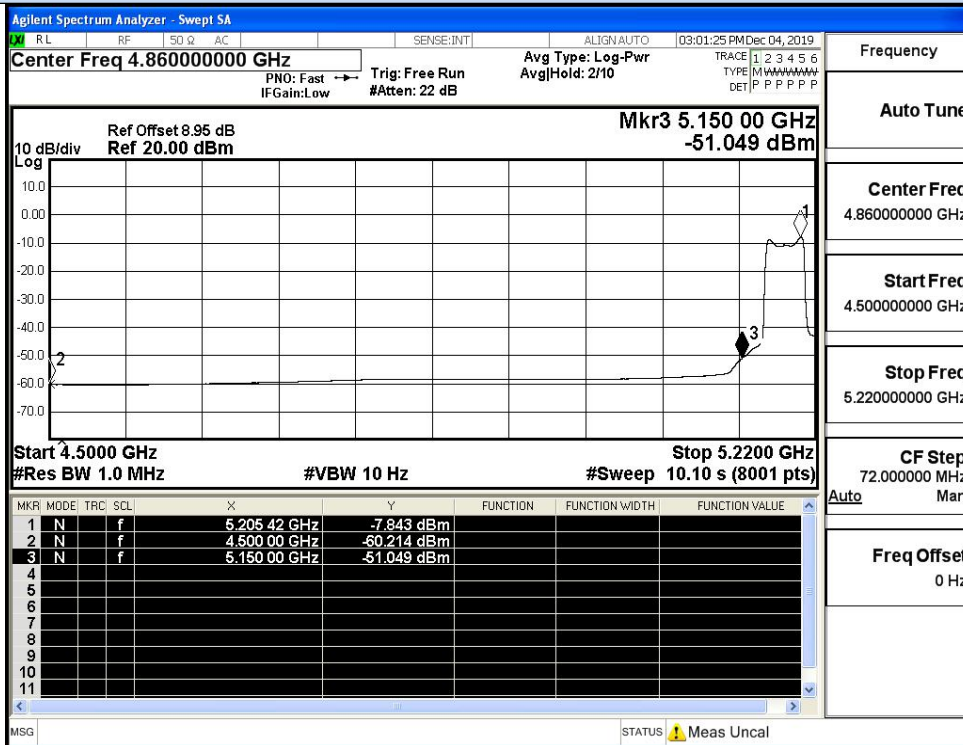 Agilent Spectrum Analyzer - Swept SA
LXI RL RF 50 Ω AC SENSE:INT ALIGN AUTO 03:01:25 PM Dec 04, 2019
Center Freq 4.860000000 GHz
PNO: Fast
IFGain:Low
Trig: Free Run
#Atten: 22 dB
Avg Type: Log-Pwr
Avg|Hold: 2/10
TRACE 1 2 3 4 5 6
TYPE M W W W W W
DET P P P P P P
Mkr3 5.150 00 GHz
-51.049 dBm
Ref Offset 8.95 dB
10 dB/div Ref 20.00 dBm
Log
10.0
0.00
-10.0
-20.0
-30.0
-40.0
-50.0
-60.0
-70.0
1
2
3
Start 4.5000 GHz Stop 5.2200 GHz
#Res BW 1.0 MHz #VBW 10 Hz #Sweep 10.10 s (8001 pts)
MKR MODE TRC SCL X Y FUNCTION FUNCTION WIDTH FUNCTION VALUE
1 N f 5.205 42 GHz -7.843 dBm
2 N f 4.500 00 GHz -60.214 dBm
3 N f 5.150 00 GHz -51.049 dBm
4
5
6
7
8
9
10
11
MSG STATUS Meas Uncal
Frequency
Auto Tune
Center Freq
4.860000000 GHz
Start Freq
4.500000000 GHz
Stop Freq
5.220000000 GHz
CF Step
72.000000 MHz
Auto Man
Freq Offset
0 Hz